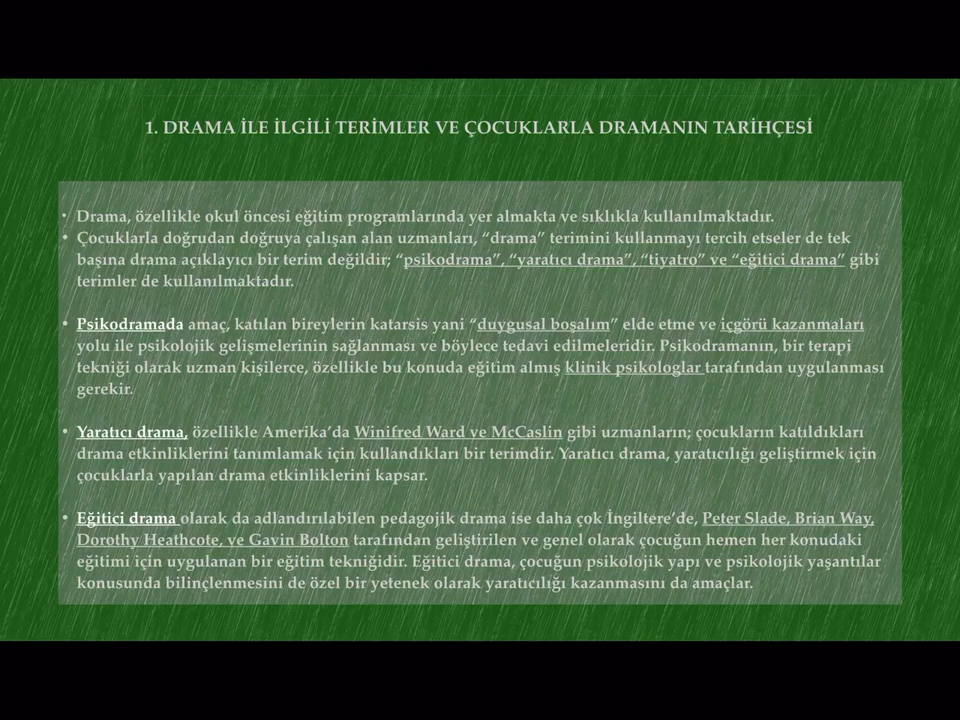 1. DRAMA İLE İLGİLİ TERİMLER VE ÇOCUKLARLA DRAMANIN TARİHÇESİ
• Drama, özellikle okul öncesi eğitim programlarında yer almakta ve sıklıkla kullanılmaktadır.
• Çocuklarla doğrudan doğruya çalışan alan uzmanları, “drama” terimini kullanmayı tercih etseler de tek
başına drama açıklayıcı bir terim değildir; “psikodrama”, “yaratıcı drama”, “tiyatro” ve “eğitici drama” gibi
terimler de kullanılmaktadır.
• Psikodramada amaç, katılan bireylerin katarsis yani “duygusal boşalım” elde etme ve içgörü kazanmaları
yolu ile psikolojik gelişmelerinin sağlanması ve böylece tedavi edilmeleridir. Psikodramanın, bir terapi
tekniği olarak uzman kişilerce, özellikle bu konuda eğitim almış klinik psikologlar tarafından uygulanması
gerekir.
• Yaratıcı drama, özellikle Amerika’da Winifred Ward ve McCaslin gibi uzmanların; çocukların katıldıkları
drama etkinliklerini tanımlamak için kullandıkları bir terimdir. Yaratıcı drama, yaratıcılığı geliştirmek için
çocuklarla yapılan drama etkinliklerini kapsar.
• Eğitici drama olarak da adlandırılabilen pedagojik drama ise daha çok İngiltere’de, Peter Slade, Brian Way,
Dorothy Heathcote, ve Gavin Bolton tarafından geliştirilen ve genel olarak çocuğun hemen her konudaki
eğitimi için uygulanan bir eğitim tekniğidir. Eğitici drama, çocuğun psikolojik yapı ve psikolojik yaşantılar
konusunda bilinçlenmesini de özel bir yetenek olarak yaratıcılığı kazanmasını da amaçlar.